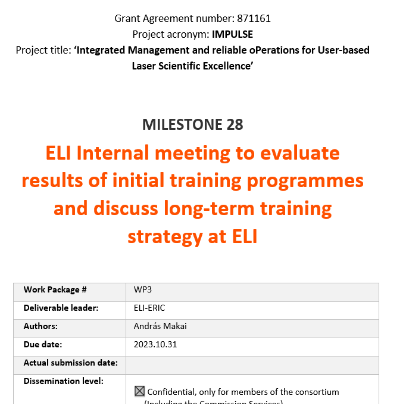 Grant Agreement number: 871161
Project acronym: IMPULSE
Project title: ‘Integrated Management and reliable oPerations for User-based
Laser Scientific Excellence’
MILESTONE 28
ELI Internal meeting to evaluate
results of initial training programmes
and discuss long-term training
strategy at ELI
Work Package # WP3
Deliverable leader: ELI-ERIC
Authors: András Makai
Due date: 2023.10.31
Actual submission date:
Dissemination level:
☒ Confidential, only for members of the consortium
(Including the Commission Services)